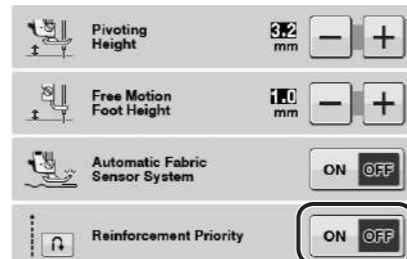 Pivoting
Height
3.2
mm
Free Motion
Foot Height
1.0
mm
Automatic Fabric
Sensor System
ON OFF
Reinforcement Priority
ON OFF